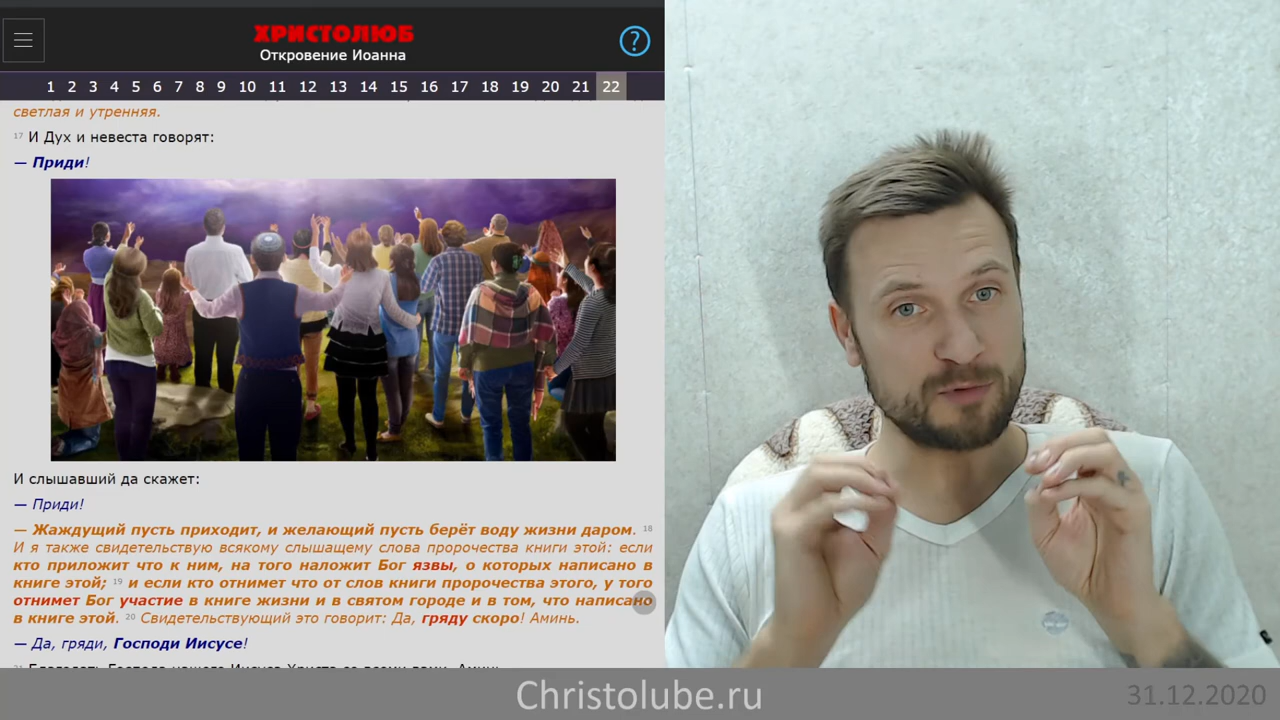 ХРИСТОЛЮБ
Откровение Иоанна
?
1 2 3 4 5 6 7 8 9 10 11 12 13 14 15 16 17 18 19 20 21 22
светлая и утренняя.
17 И Дух и невеста говорят:
— Приди!
И слышавший да скажет:
— Приди!
— Жаждущий пусть приходит, и желающий пусть берёт воду жизни даром. 18
И я также свидетельствую всякому слышащему слова пророчества книги этой: если
кто приложит что к ним, на того наложит Бог язвы, о которых написано в
книге этой; 19 и если кто отнимет что от слов книги пророчества этого, у того
отнимет Бог участие в книге жизни и в святом городе и в том, что написано
в книге этой. 20 Свидетельствующий это говорит: Да, гряду скоро! Аминь.
— Да, гряди, Господи Иисусе!
Christolube.ru
31.12.2020